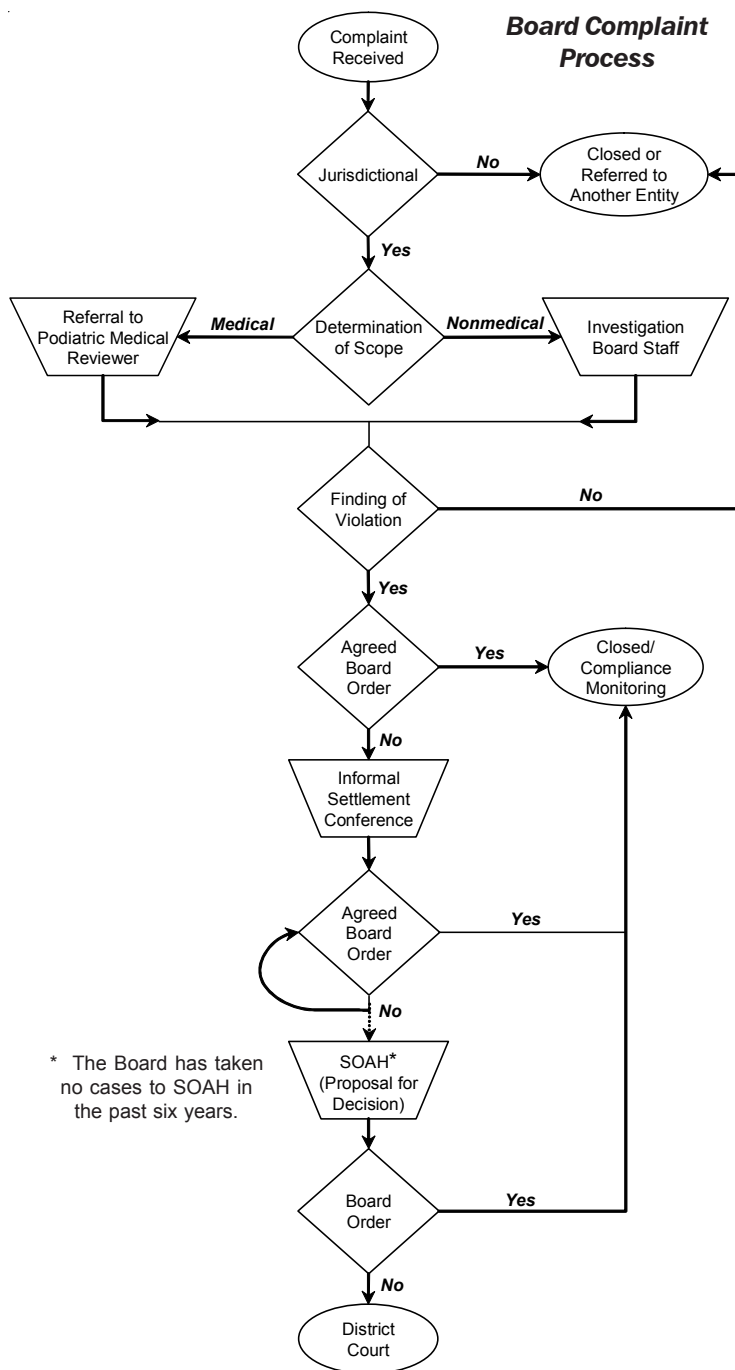 Board Complaint
Process
Complaint
Received
Jurisdictional
No
Closed or
Referred to
Another Entity
Yes
Referral to
Podiatric Medical
Reviewer
Medical
Determination
of Scope
Nonmedical
Investigation
Board Staff
Finding of
Violation
No
Yes
Agreed
Board
Order
Yes
Closed/
Compliance
Monitoring
No
Informal
Settlement
Conference
Agreed
Board
Order
Yes
No
* The Board has taken
no cases to SOAH in
the past six years.
SOAH*
(Proposal for
Decision)
Board
Order
Yes
No
District
Court